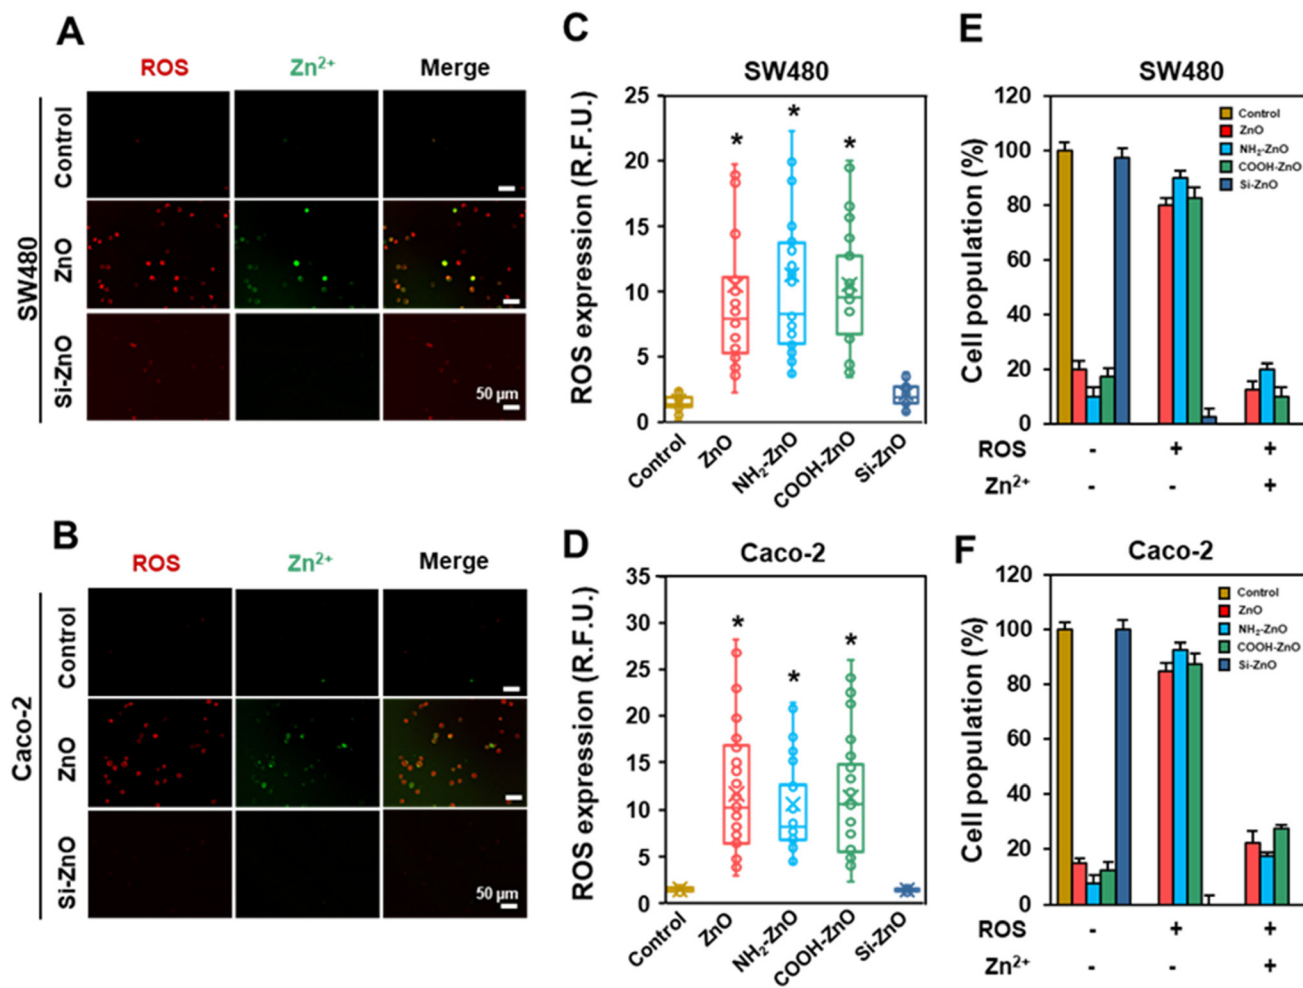 A
ROS Zn²⁺ Merge
SW480
Control
ZnO
Si-ZnO
50 µm
B
ROS Zn²⁺ Merge
Caco-2
Control
ZnO
Si-ZnO
50 µm
C
SW480
ROS expression (R.F.U.)
25
20
15
10
5
0
* * *
Control ZnO NH₂-ZnO COOH-ZnO Si-ZnO
D
Caco-2
ROS expression (R.F.U.)
35
30
25
20
15
10
5
0
* * *
Control ZnO NH₂-ZnO COOH-ZnO Si-ZnO
E
SW480
Cell population (%)
120
100
80
60
40
20
0
Control
ZnO
NH₂-ZnO
COOH-ZnO
Si-ZnO
ROS - + +
Zn²⁺ - - +
F
Caco-2
Cell population (%)
120
100
80
60
40
20
0
Control
ZnO
NH₂-ZnO
COOH-ZnO
Si-ZnO
ROS - + +
Zn²⁺ - - +